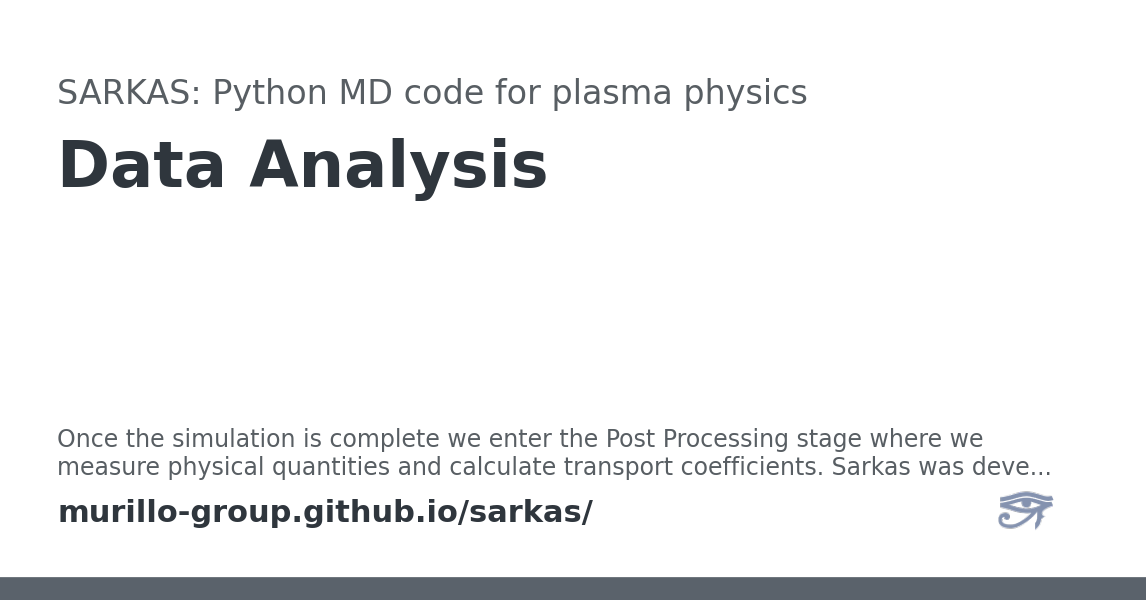 SARKAS: Python MD code for plasma physics
Data Analysis
Once the simulation is complete we enter the Post Processing stage where we
measure physical quantities and calculate transport coefficients. Sarkas was deve...
murillo-group.github.io/sarkas/